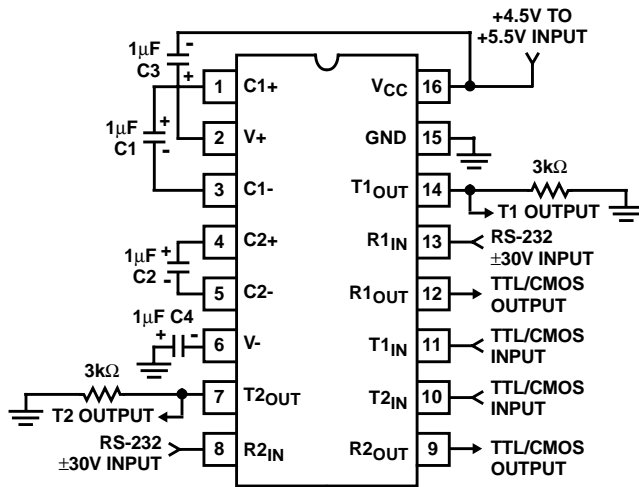 +4.5V TO
+5.5V INPUT
1µF
C3
-
+
1 C1+
VCC 16
1µF
C1
+
-
2 V+
GND 15
3 C1-
T1OUT 14
3kΩ
T1 OUTPUT
4 C2+
R1IN 13
RS-232
±30V INPUT
1µF
C2
+
-
5 C2-
R1OUT 12
TTL/CMOS
OUTPUT
1µF C4
+ -
6 V-
T1IN 11
TTL/CMOS
INPUT
3kΩ
T2 OUTPUT
7 T2OUT
T2IN 10
TTL/CMOS
INPUT
RS-232
±30V INPUT
8 R2IN
R2OUT 9
TTL/CMOS
OUTPUT